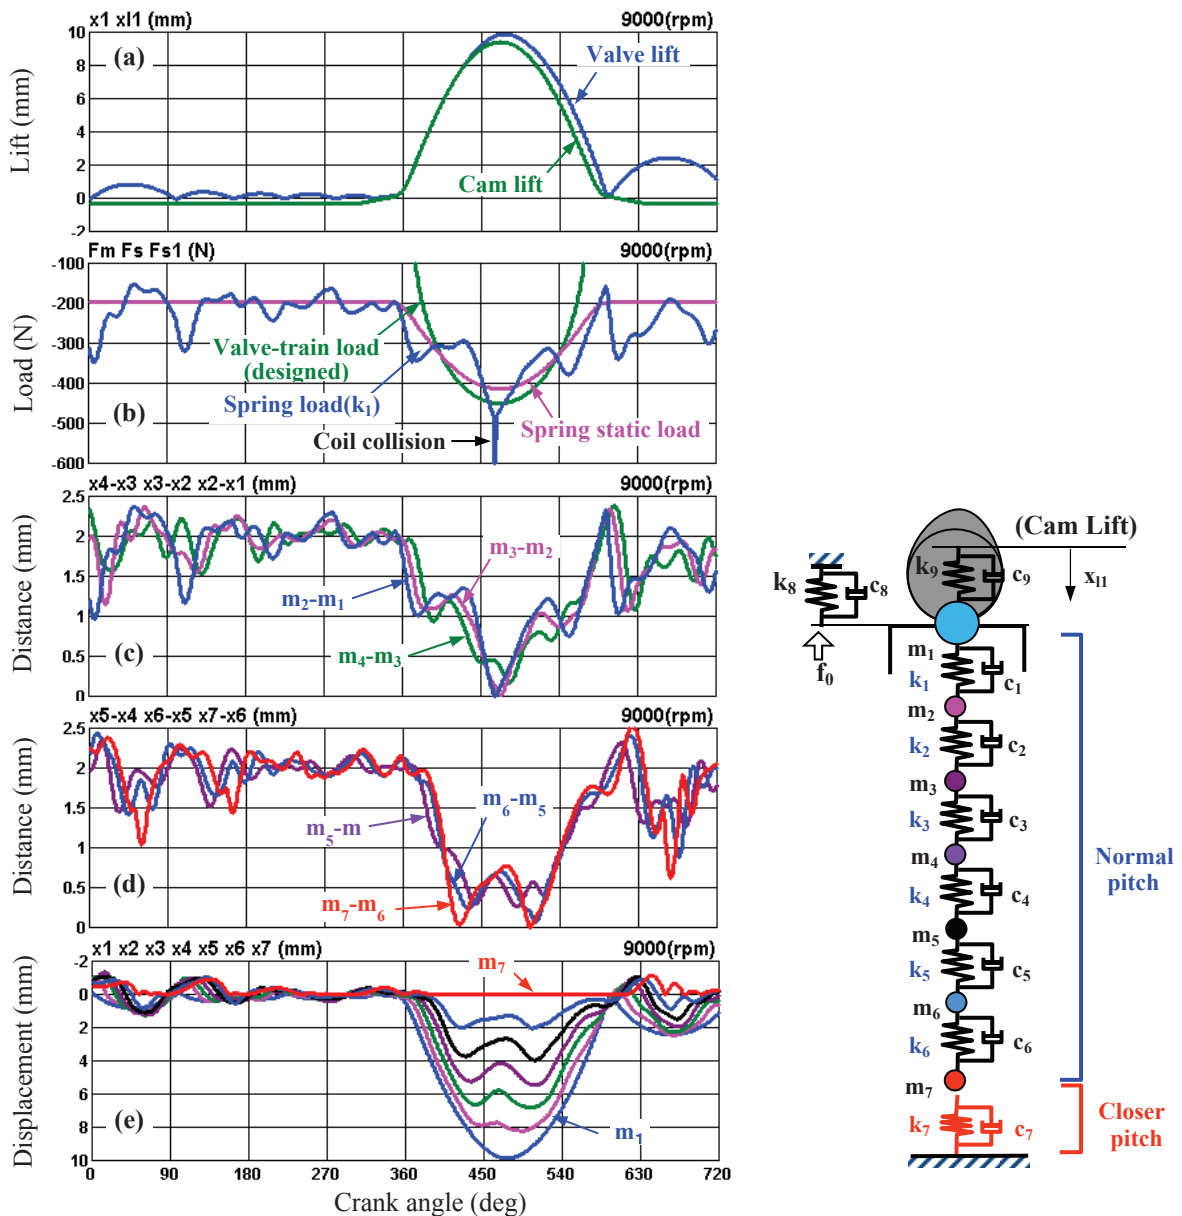 x1 xl1 (mm)
9000(rpm)
10
8
6
4
2
0
-2
Lift (mm)
(a)
Valve lift
Cam lift
Fm Fs Fs1 (N)
9000(rpm)
-100
-200
-300
-400
-500
-600
Load (N)
(b)
Valve-train load
(designed)
Spring load(k1)
Spring static load
Coil collision
x4-x3 x3-x2 x2-x1 (mm)
9000(rpm)
2.5
2
1.5
1
0.5
0
Distance (mm)
(c)
m3-m2
m2-m1
m4-m3
x5-x4 x6-x5 x7-x6 (mm)
9000(rpm)
2.5
2
1.5
1
0.5
0
Distance (mm)
(d)
m6-m5
m5-m
m7-m6
x1 x2 x3 x4 x5 x6 x7 (mm)
9000(rpm)
-2
0
2
4
6
8
10
Displacement (mm)
(e)
m7
m1
0 90 180 270 360 450 540 630 720
Crank angle (deg)
(Cam Lift)
k9
c9
xl1
k8
c8
f0
m1
k1
c1
m2
k2
c2
m3
k3
c3
m4
k4
c4
m5
k5
c5
m6
k6
c6
m7
k7
c7
Normal
pitch
Closer
pitch